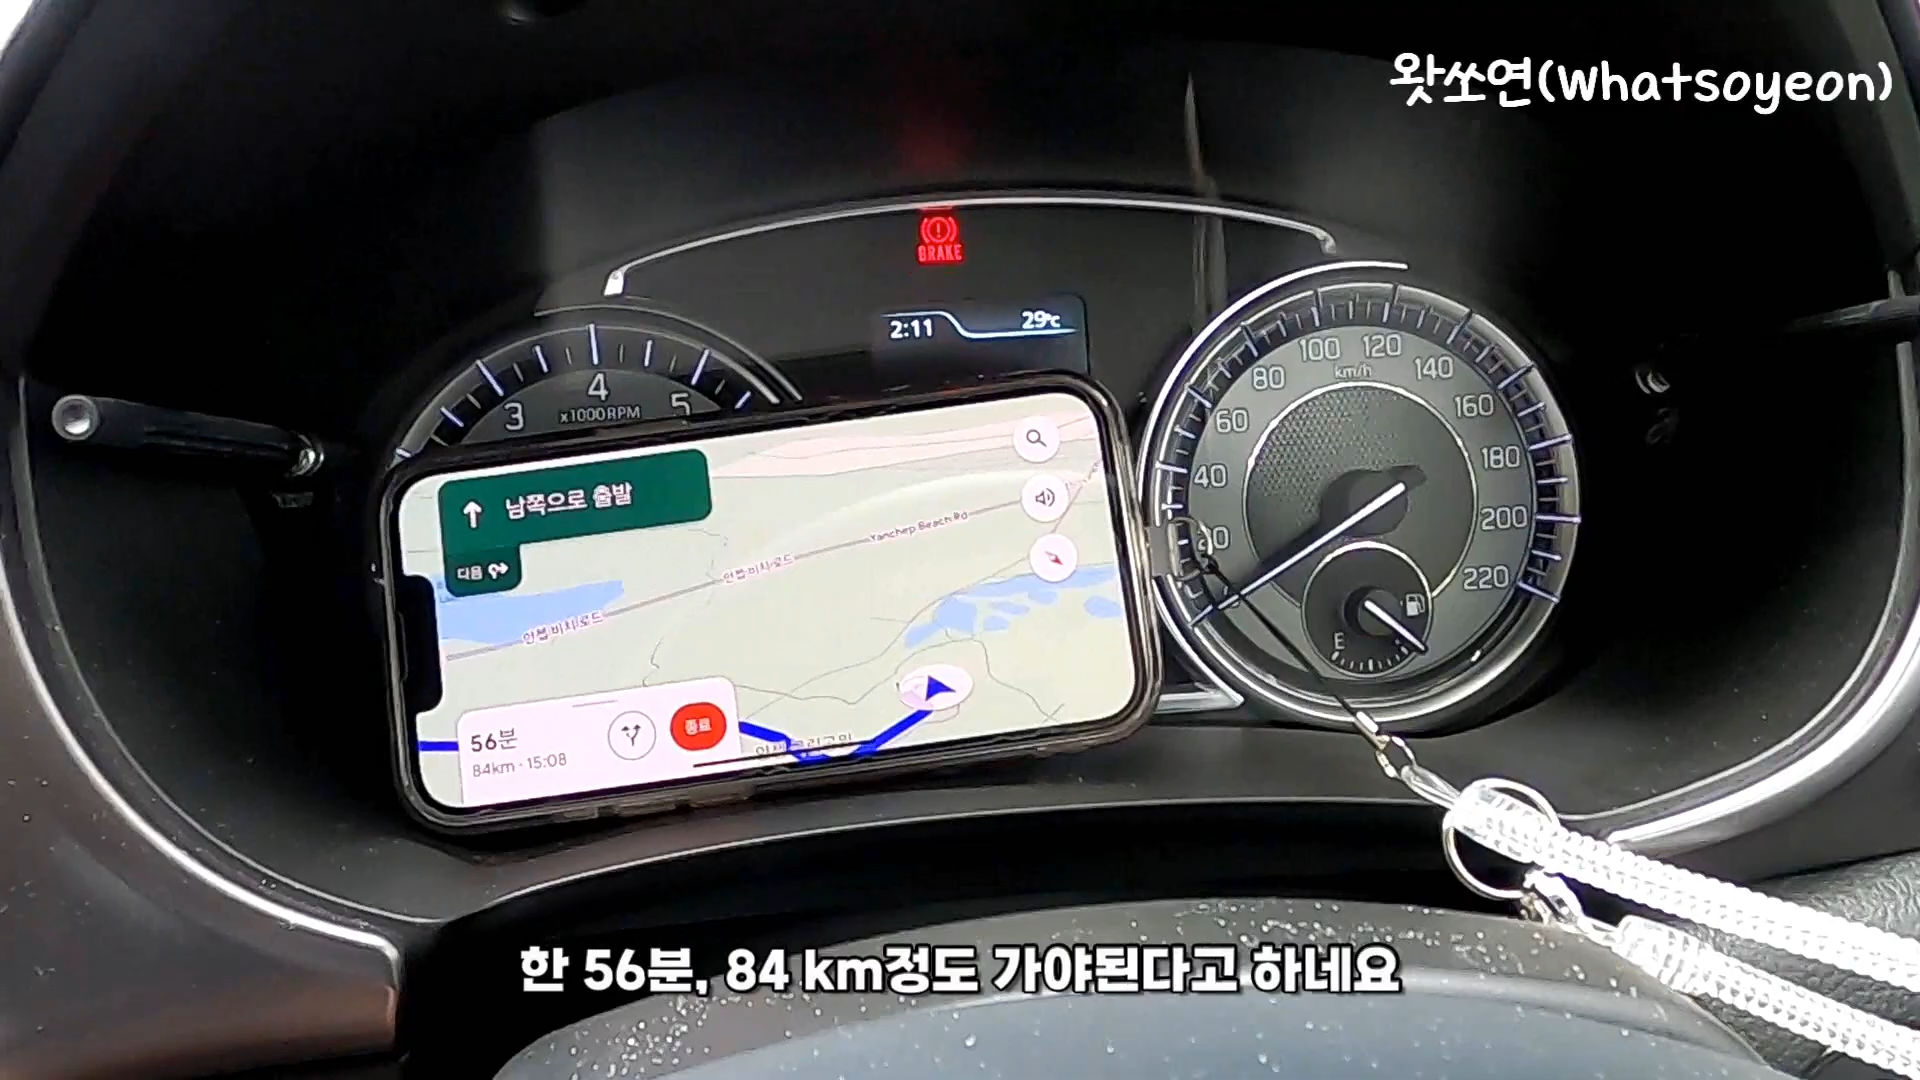 왓쏘연(Whatsoyeon)
BRAKE
2:11 29℃
3 4 5
x1000RPM
40 60 80 100 120 140 160 180 200 220
km/h
E
남쪽으로 출발
다음
얀쳅 비치 로드
Yanchep Beach Rd
얀쳅 비치 로드
56분
84km · 15:08
종료
한 56분, 84 km정도 가야된다고 하네요